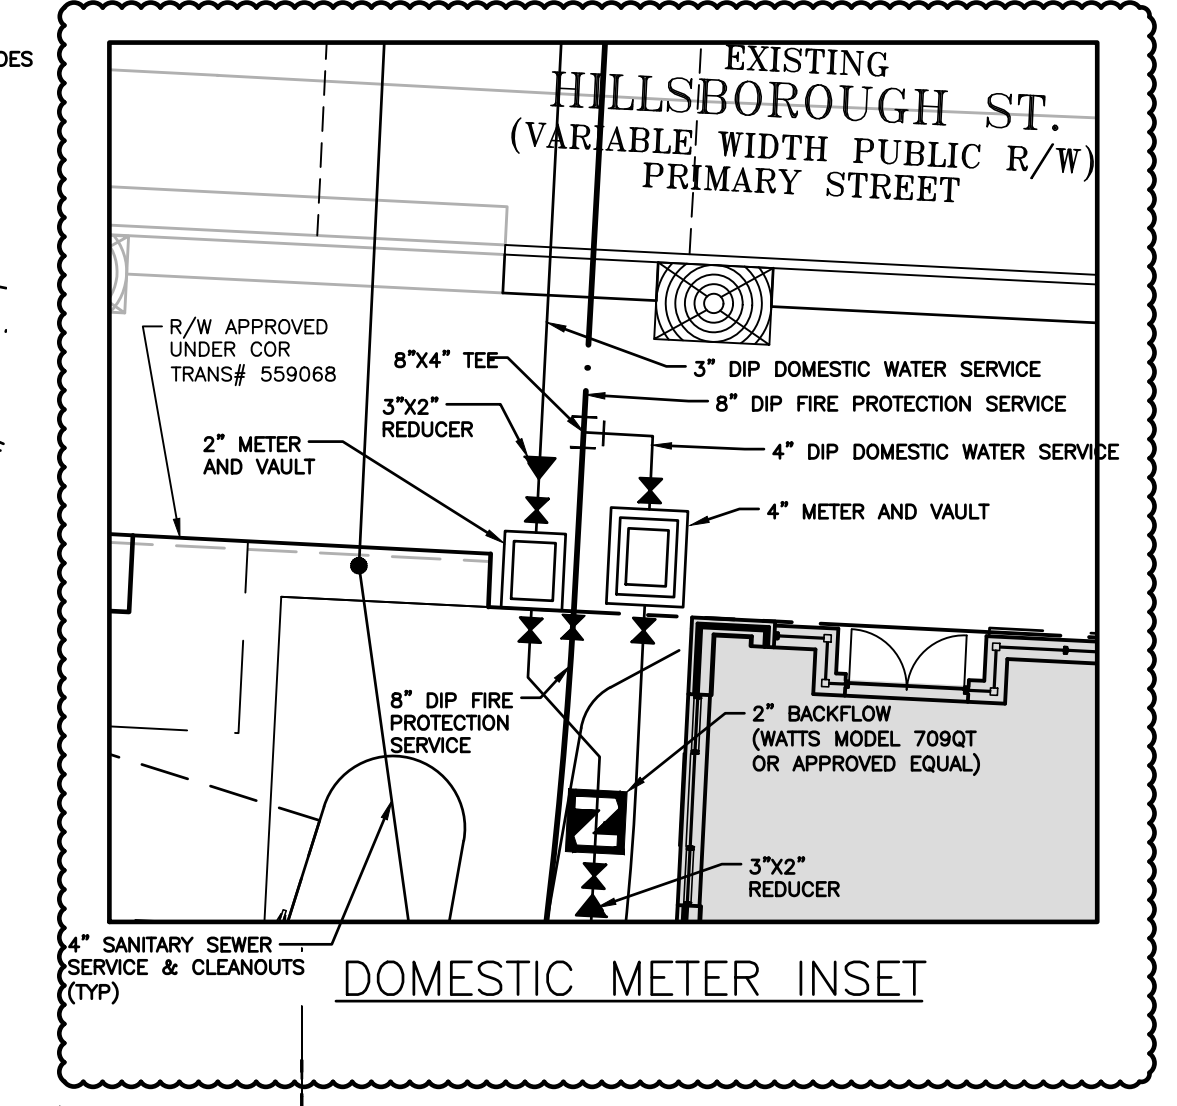 DES
EXISTING
HILLSBOROUGH ST.
(VARIABLE WIDTH PUBLIC R/W)
PRIMARY STREET
R/W APPROVED
UNDER COR
TRANS# 559068
8"X4" TEE
3" DIP DOMESTIC WATER SERVICE
3"X2"
REDUCER
8" DIP FIRE PROTECTION SERVICE
2" METER
AND VAULT
4" DIP DOMESTIC WATER SERVICE
4" METER AND VAULT
8" DIP FIRE
PROTECTION
SERVICE
2" BACKFLOW
(WATTS MODEL 709QT
OR APPROVED EQUAL)
3"X2"
REDUCER
4" SANITARY SEWER
SERVICE & CLEANOUTS
(TYP)
DOMESTIC METER INSET